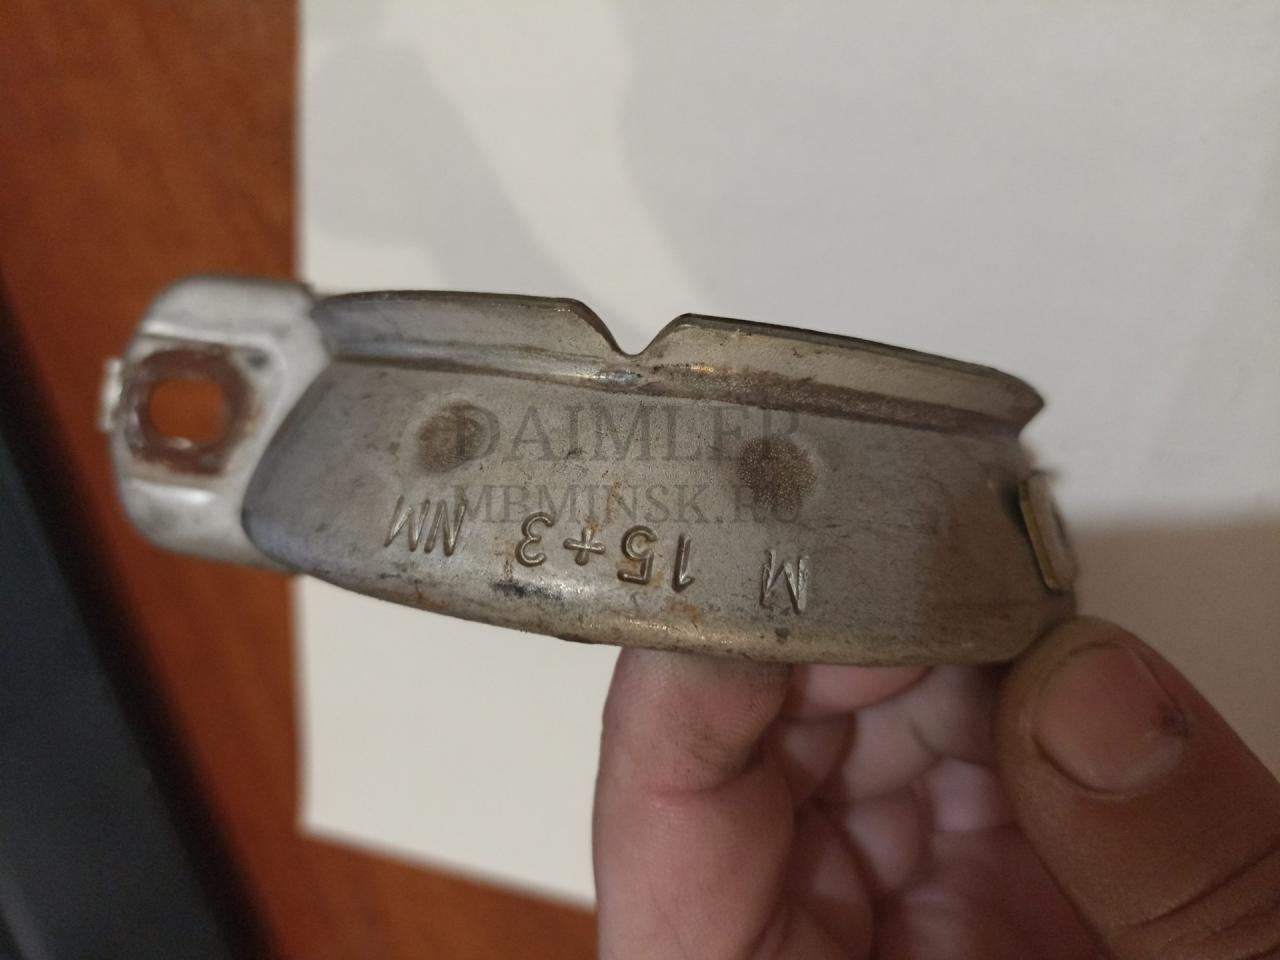 DAIMLER
MBMINSK.RU
M 15+3 NM